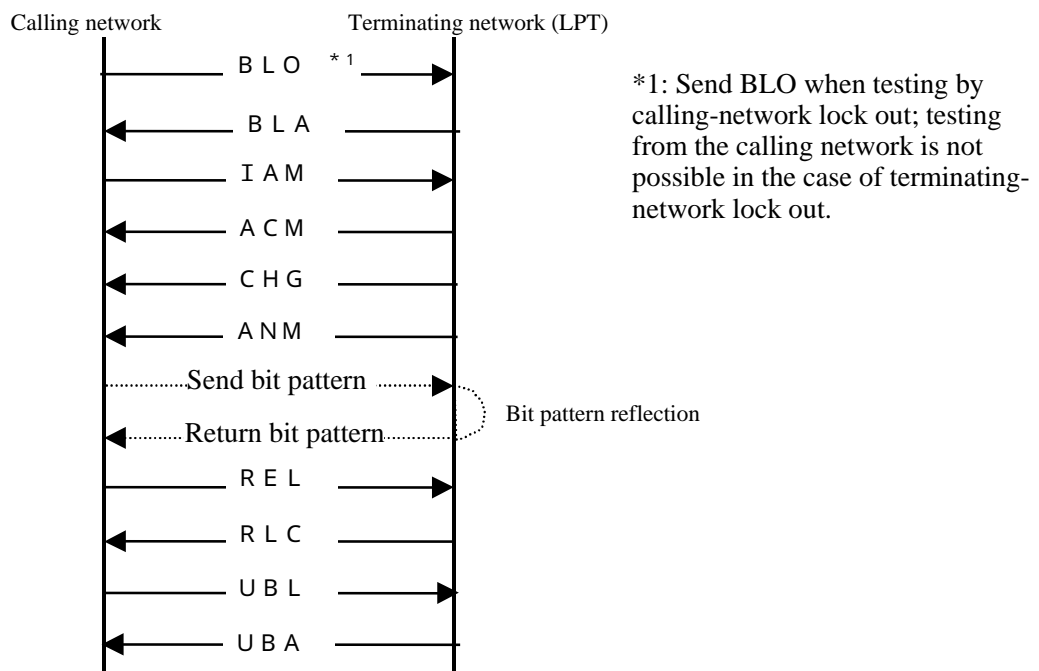 Calling network
Terminating network (LPT)
BLO *1
*1: Send BLO when testing by
calling-network lock out; testing
from the calling network is not
possible in the case of terminating-
network lock out.
BLA
IAM
ACM
CHG
ANM
Send bit pattern
Bit pattern reflection
Return bit pattern
REL
RLC
UBL
UBA